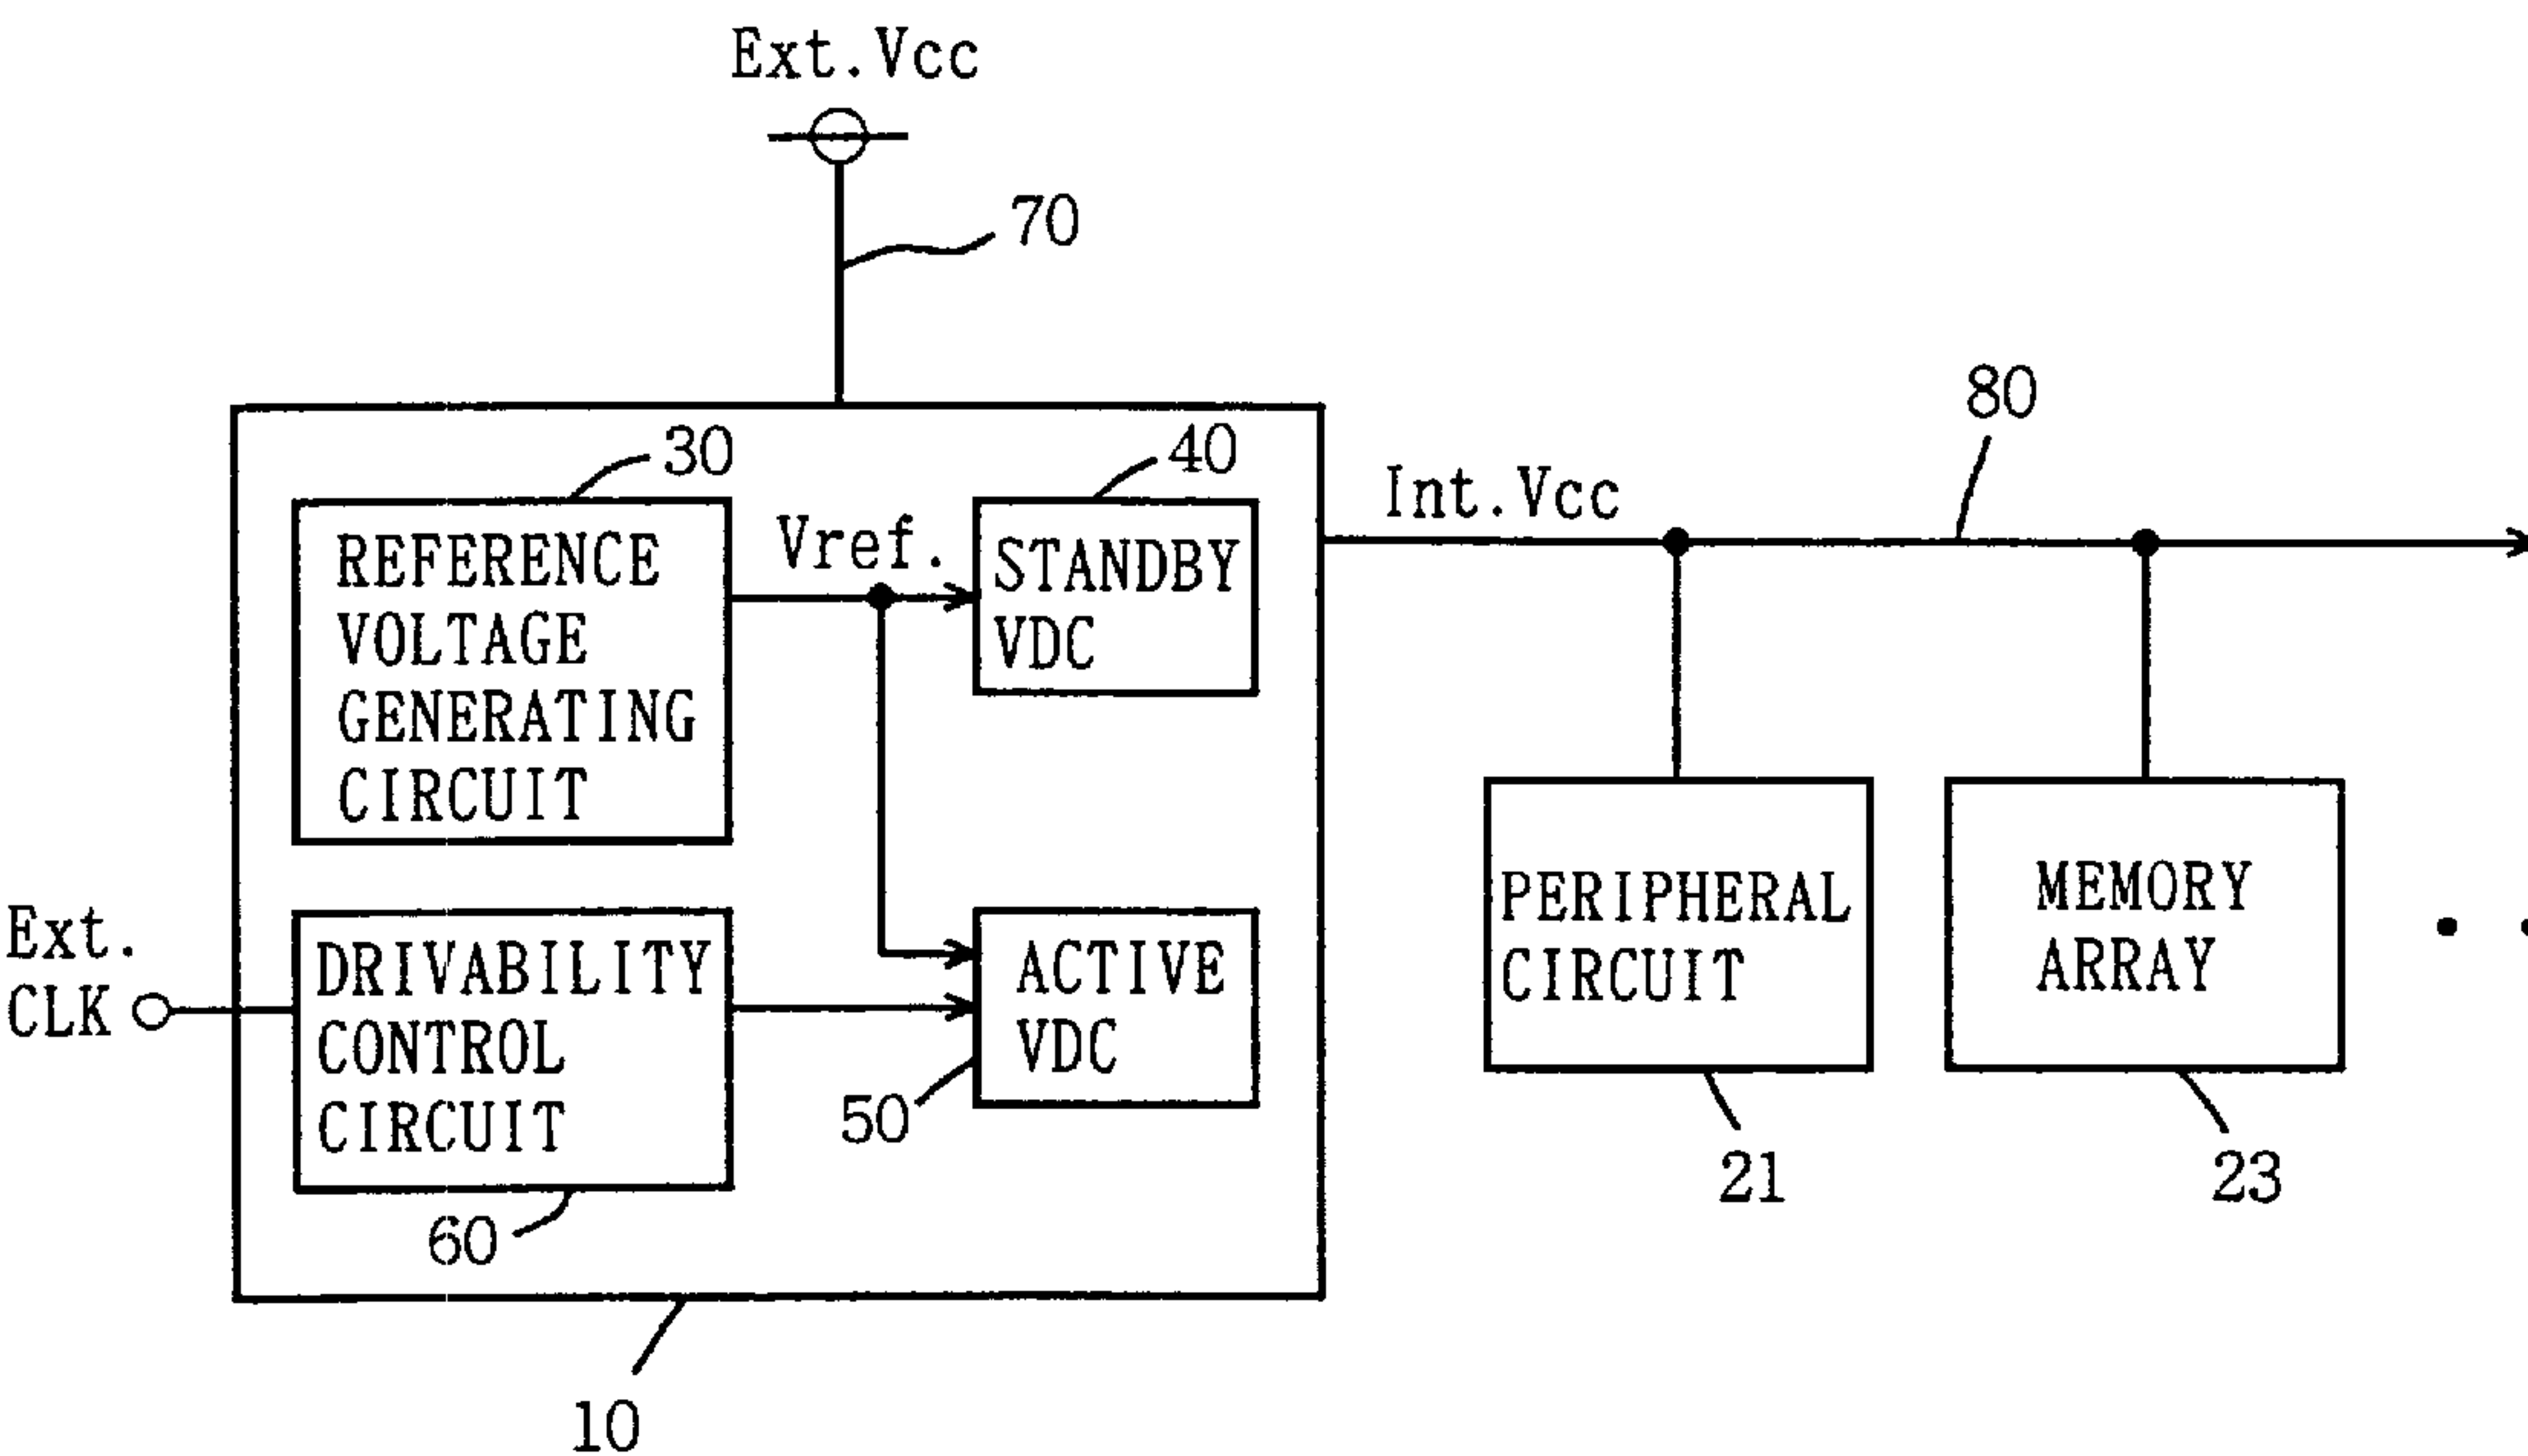 Ext.Vcc
70
80
30
40
Int.Vcc
Vref.
REFERENCE
VOLTAGE
GENERATING
CIRCUIT
STANDBY
VDC
Ext.
CLK
DRIVABILITY
CONTROL
CIRCUIT
ACTIVE
VDC
50
60
10
PERIPHERAL
CIRCUIT
21
MEMORY
ARRAY
23